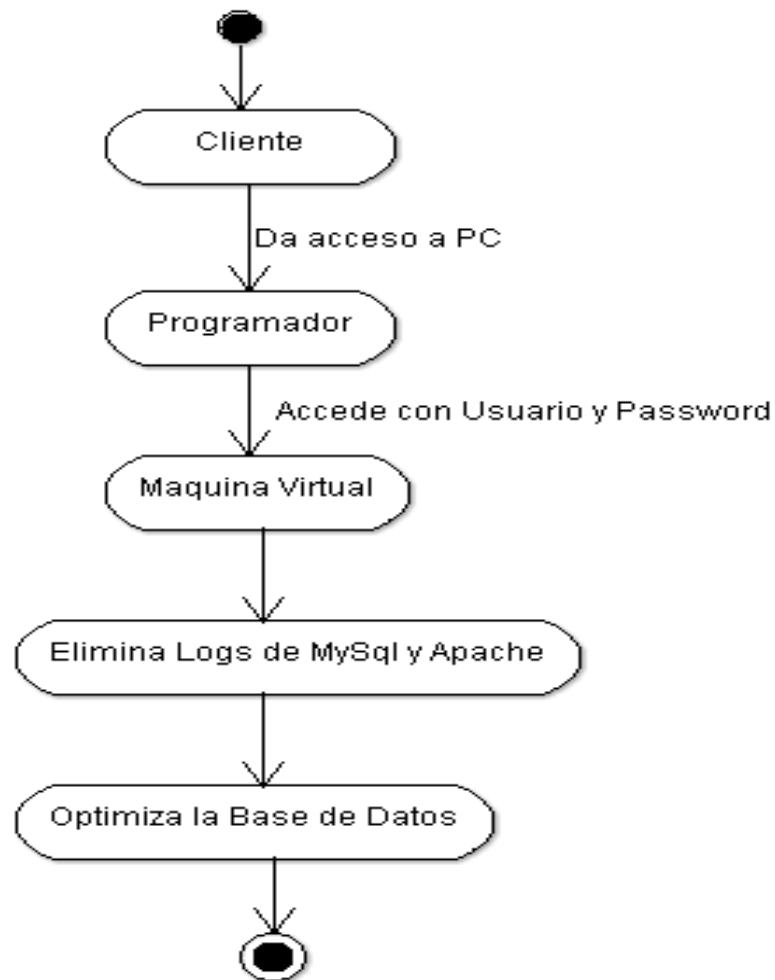 Cliente
Da acceso a PC
Programador
Accede con Usuario y Password
Maquina Virtual
Elimina Logs de MySql y Apache
Optimiza la Base de Datos